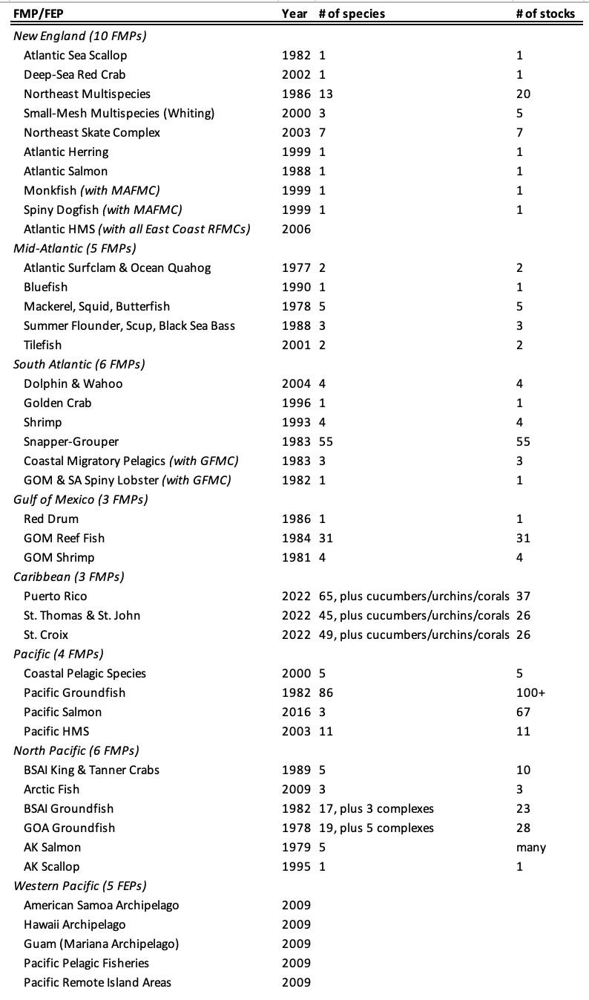 FMP/FEP Year # of species # of stocks
New England (10 FMPs)
Atlantic Sea Scallop 1982 1 1
Deep-Sea Red Crab 2002 1 1
Northeast Multispecies 1986 13 20
Small-Mesh Multispecies (Whiting) 2000 3 5
Northeast Skate Complex 2003 7 7
Atlantic Herring 1999 1 1
Atlantic Salmon 1988 1 1
Monkfish (with MAFMC) 1999 1 1
Spiny Dogfish (with MAFMC) 1999 1 1
Atlantic HMS (with all East Coast RFMCs) 2006
Mid-Atlantic (5 FMPs)
Atlantic Surfclam & Ocean Quahog 1977 2 2
Bluefish 1990 1 1
Mackerel, Squid, Butterfish 1978 5 5
Summer Flounder, Scup, Black Sea Bass 1988 3 3
Tilefish 2001 2 2
South Atlantic (6 FMPs)
Dolphin & Wahoo 2004 4 4
Golden Crab 1996 1 1
Shrimp 1993 4 4
Snapper-Grouper 1983 55 55
Coastal Migratory Pelagics (with GFMC) 1983 3 3
GOM & SA Spiny Lobster (with GFMC) 1982 1 1
Gulf of Mexico (3 FMPs)
Red Drum 1986 1 1
GOM Reef Fish 1984 31 31
GOM Shrimp 1981 4 4
Caribbean (3 FMPs)
Puerto Rico 2022 65, plus cucumbers/urchins/corals 37
St. Thomas & St. John 2022 45, plus cucumbers/urchins/corals 26
St. Croix 2022 49, plus cucumbers/urchins/corals 26
Pacific (4 FMPs)
Coastal Pelagic Species 2000 5 5
Pacific Groundfish 1982 86 100+
Pacific Salmon 2016 3 67
Pacific HMS 2003 11 11
North Pacific (6 FMPs)
BSAI King & Tanner Crabs 1989 5 10
Arctic Fish 2009 3 3
BSAI Groundfish 1982 17, plus 3 complexes 23
GOA Groundfish 1978 19, plus 5 complexes 28
AK Salmon 1979 5 many
AK Scallop 1995 1 1
Western Pacific (5 FEPs)
American Samoa Archipelago 2009
Hawaii Archipelago 2009
Guam (Mariana Archipelago) 2009
Pacific Pelagic Fisheries 2009
Pacific Remote Island Areas 2009